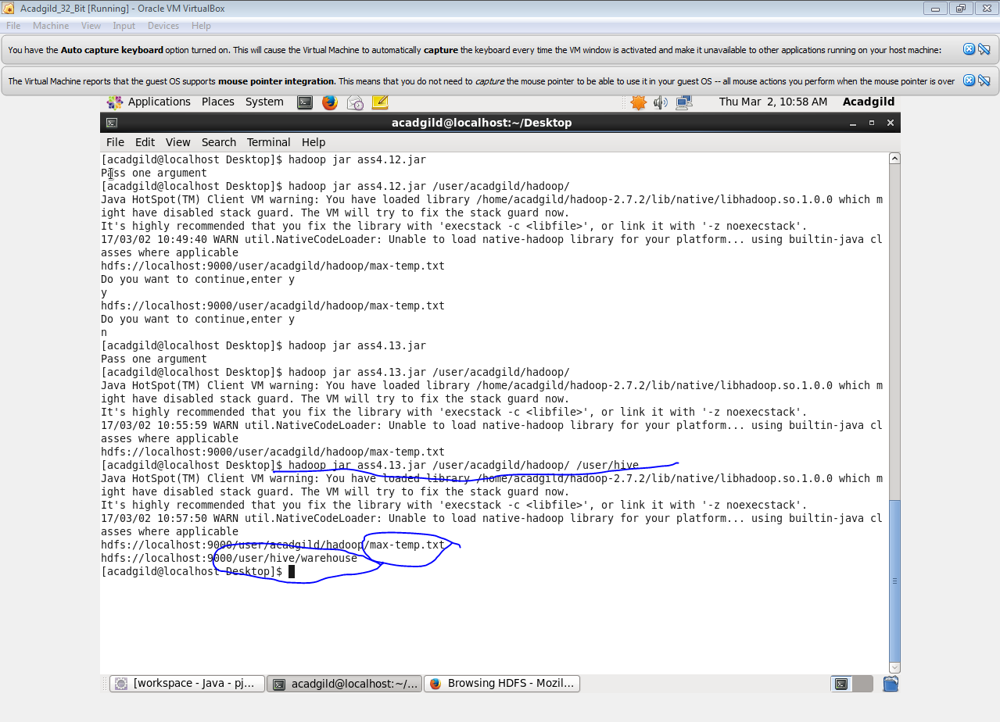 Acadgild_32_Bit [Running] - Oracle VM VirtualBox
File Machine View Input Devices Help
You have the Auto capture keyboard option turned on. This will cause the Virtual Machine to automatically capture the keyboard every time the VM window is activated and make it unavailable to other applications running on your host machine:
The Virtual Machine reports that the guest OS supports mouse pointer integration. This means that you do not need to capture the mouse pointer to be able to use it in your guest OS -- all mouse actions you perform when the mouse pointer is over
Applications Places System Thu Mar 2, 10:58 AM Acadgild
acadgild@localhost:~/Desktop
File Edit View Search Terminal Help
[acadgild@localhost Desktop]$ hadoop jar ass4.12.jar
Pass one argument
[acadgild@localhost Desktop]$ hadoop jar ass4.12.jar /user/acadgild/hadoop/
Java HotSpot(TM) Client VM warning: You have loaded library /home/acadgild/hadoop-2.7.2/lib/native/libhadoop.so.1.0.0 which m
ight have disabled stack guard. The VM will try to fix the stack guard now.
It's highly recommended that you fix the library with 'execstack -c <libfile>', or link it with '-z noexecstack'.
17/03/02 10:49:40 WARN util.NativeCodeLoader: Unable to load native-hadoop library for your platform... using builtin-java cl
asses where applicable
hdfs://localhost:9000/user/acadgild/hadoop/max-temp.txt
Do you want to continue,enter y
y
hdfs://localhost:9000/user/acadgild/hadoop/max-temp.txt
Do you want to continue,enter y
n
[acadgild@localhost Desktop]$ hadoop jar ass4.13.jar
Pass one argument
[acadgild@localhost Desktop]$ hadoop jar ass4.13.jar /user/acadgild/hadoop/
Java HotSpot(TM) Client VM warning: You have loaded library /home/acadgild/hadoop-2.7.2/lib/native/libhadoop.so.1.0.0 which m
ight have disabled stack guard. The VM will try to fix the stack guard now.
It's highly recommended that you fix the library with 'execstack -c <libfile>', or link it with '-z noexecstack'.
17/03/02 10:55:59 WARN util.NativeCodeLoader: Unable to load native-hadoop library for your platform... using builtin-java cl
asses where applicable
hdfs://localhost:9000/user/acadgild/hadoop/max-temp.txt
[acadgild@localhost Desktop]$ hadoop jar ass4.13.jar /user/acadgild/hadoop/ /user/hive
Java HotSpot(TM) Client VM warning: You have loaded library /home/acadgild/hadoop-2.7.2/lib/native/libhadoop.so.1.0.0 which m
ight have disabled stack guard. The VM will try to fix the stack guard now.
It's highly recommended that you fix the library with 'execstack -c <libfile>', or link it with '-z noexecstack'.
17/03/02 10:57:50 WARN util.NativeCodeLoader: Unable to load native-hadoop library for your platform... using builtin-java cl
asses where applicable
hdfs://localhost:9000/user/acadgild/hadoop/max-temp.txt
hdfs://localhost:9000/user/hive/warehouse
[acadgild@localhost Desktop]$
[workspace - Java - pj... acadgild@localhost:~/... Browsing HDFS - Mozil...